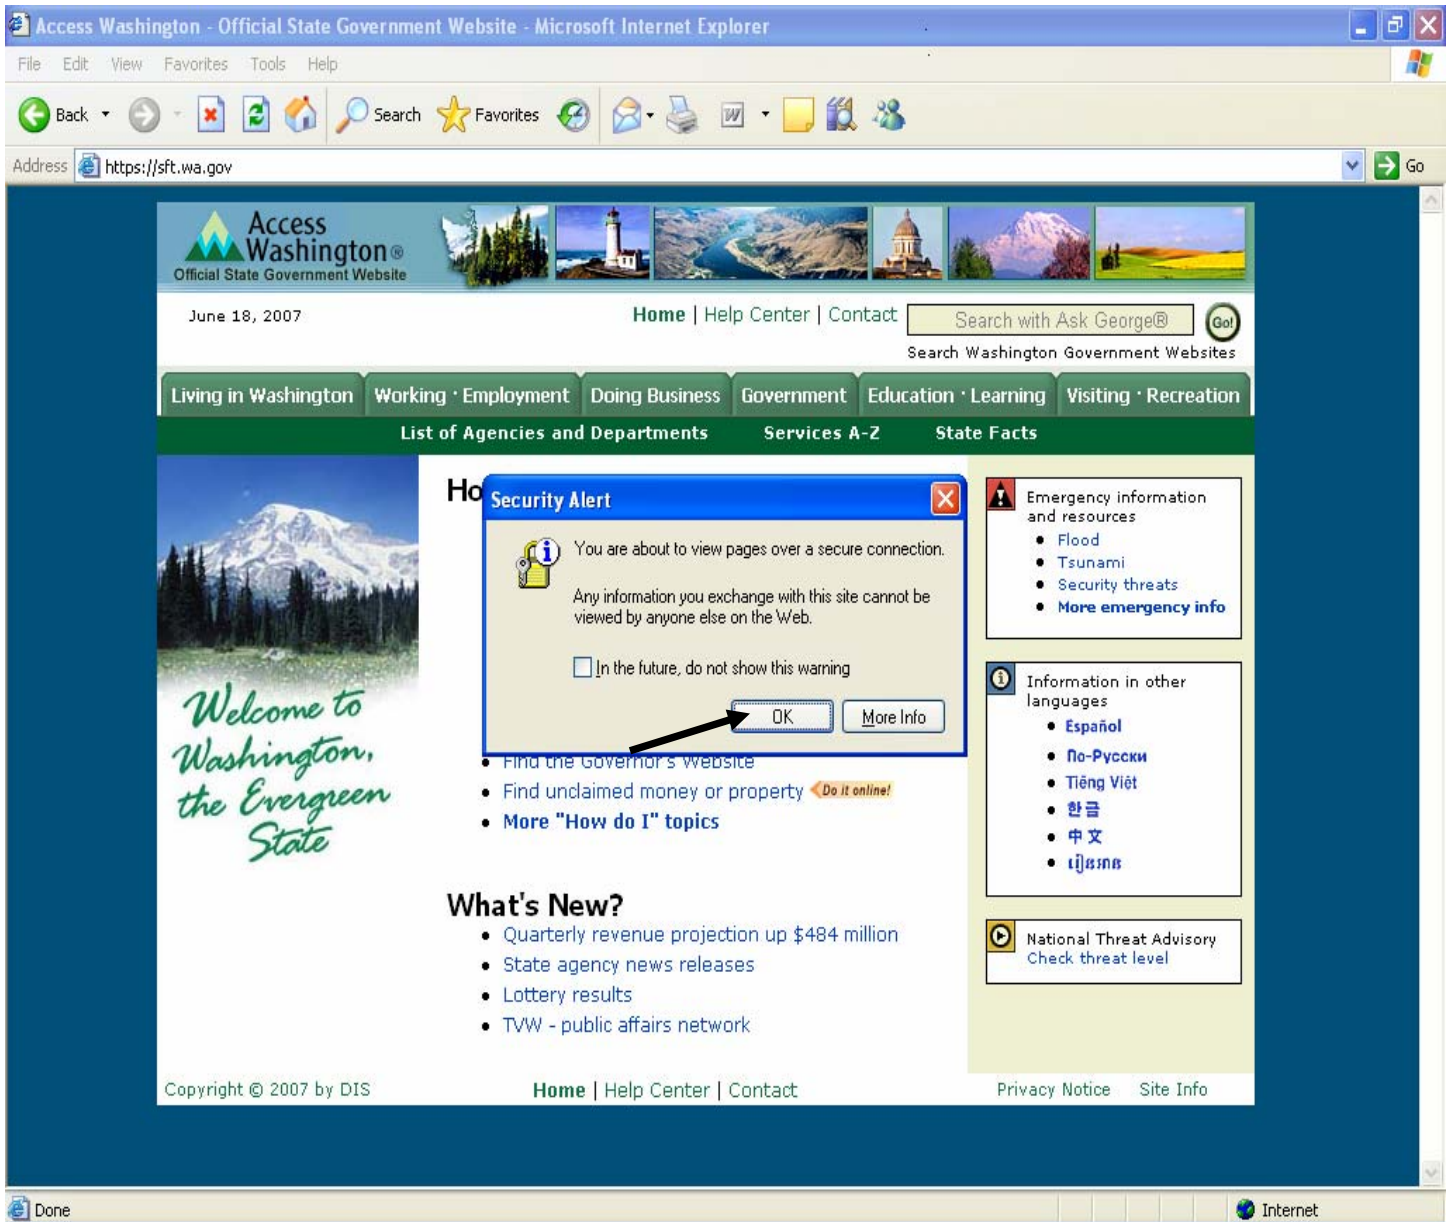 Access Washington - Official State Government Website - Microsoft Internet Explorer
File Edit View Favorites Tools Help
Back Search Favorites
Address https://sft.wa.gov Go
Access
Washington®
Official State Government Website
June 18, 2007
Home | Help Center | Contact
Search with Ask George® Go!
Search Washington Government Websites
Living in Washington Working · Employment Doing Business Government Education · Learning Visiting · Recreation
List of Agencies and Departments Services A-Z State Facts
Welcome to
Washington,
the Evergreen
State
Ho
Security Alert
You are about to view pages over a secure connection.
Any information you exchange with this site cannot be
viewed by anyone else on the Web.
In the future, do not show this warning
OK More Info
Find the Governor's Website
Find unclaimed money or property Do it online!
More "How do I" topics
What's New?
Quarterly revenue projection up $484 million
State agency news releases
Lottery results
TVW - public affairs network
Emergency information
and resources
Flood
Tsunami
Security threats
More emergency info
Information in other
languages
Español
По-Русски
Tiếng Việt
한글
中文
National Threat Advisory
Check threat level
Copyright © 2007 by DIS
Home | Help Center | Contact
Privacy Notice Site Info
Done
Internet